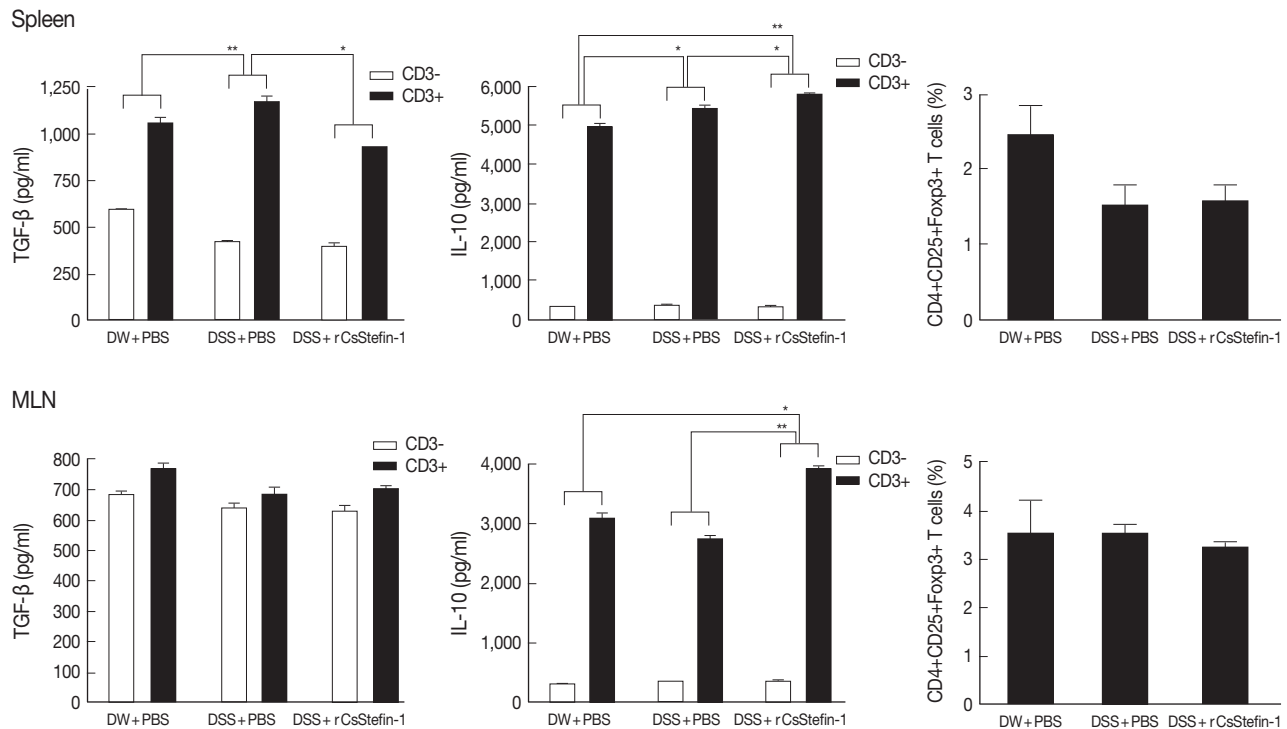 Spleen
** *
CD3-
CD3+
1,250
1,000
750
500
250
0
TGF-β (pg/ml)
DW+PBS DSS+PBS DSS+rCsStefin-1
**
* *
CD3-
CD3+
6,000
5,000
4,000
3,000
2,000
1,000
0
IL-10 (pg/ml)
DW+PBS DSS+PBS DSS+rCsStefin-1
3
2
1
0
CD4+CD25+Foxp3+ T cells (%)
DW+PBS DSS+PBS DSS+rCsStefin-1
MLN
CD3-
CD3+
800
700
600
500
400
300
200
100
0
TGF-β (pg/ml)
DW+PBS DSS+PBS DSS+rCsStefin-1
*
**
CD3-
CD3+
4,000
3,000
2,000
1,000
0
IL-10 (pg/ml)
DW+PBS DSS+PBS DSS+rCsStefin-1
5
4
3
2
1
0
CD4+CD25+Foxp3+ T cells (%)
DW+PBS DSS+PBS DSS+rCsStefin-1